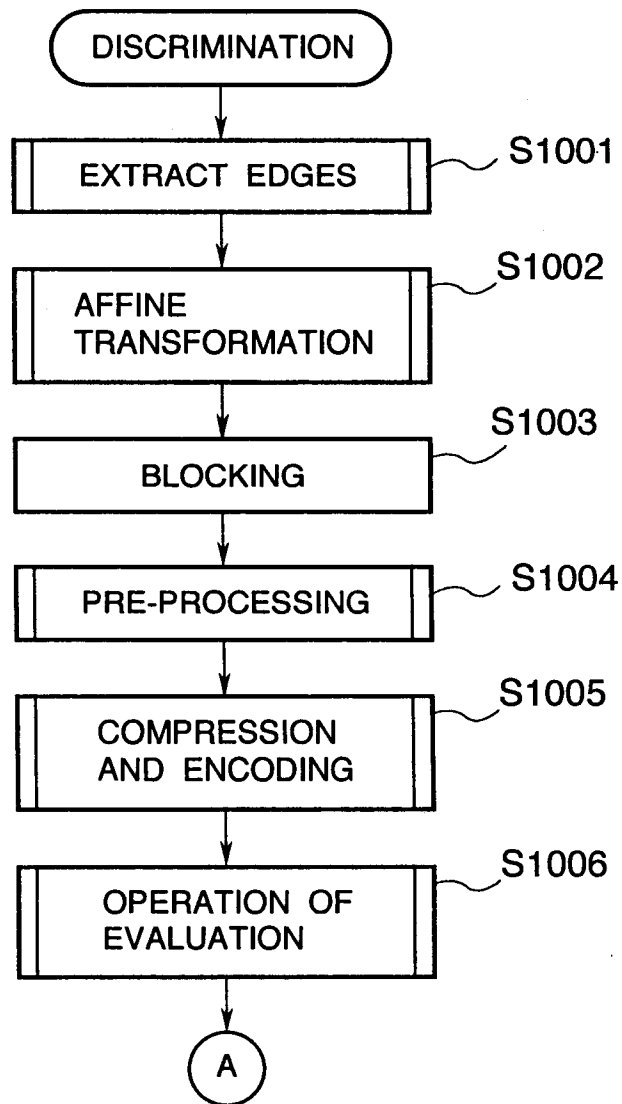 DISCRIMINATION
EXTRACT EDGES
S1001
AFFINE
TRANSFORMATION
S1002
BLOCKING
S1003
PRE-PROCESSING
S1004
COMPRESSION
AND ENCODING
S1005
OPERATION OF
EVALUATION
S1006
A